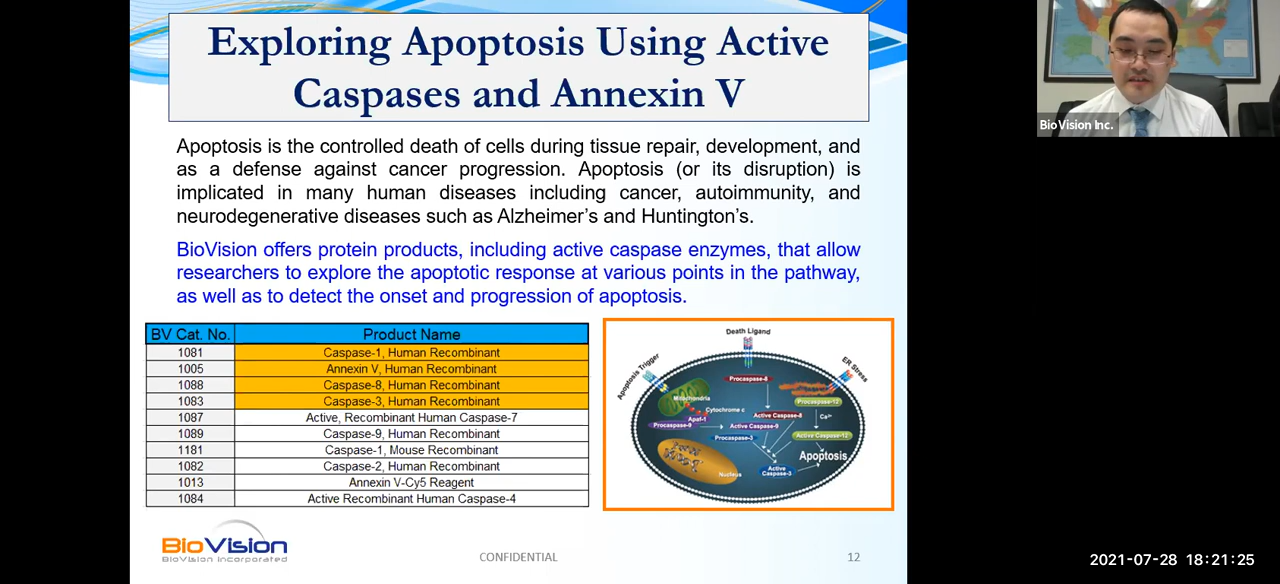 Exploring Apoptosis Using Active
Caspases and Annexin V
Apoptosis is the controlled death of cells during tissue repair, development, and
as a defense against cancer progression. Apoptosis (or its disruption) is
implicated in many human diseases including cancer, autoimmunity, and
neurodegenerative diseases such as Alzheimer's and Huntington's.
BioVision offers protein products, including active caspase enzymes, that allow
researchers to explore the apoptotic response at various points in the pathway,
as well as to detect the onset and progression of apoptosis.
BV Cat. No. Product Name
1081 Caspase-1, Human Recombinant
1005 Annexin V, Human Recombinant
1088 Caspase-8, Human Recombinant
1083 Caspase-3, Human Recombinant
1087 Active, Recombinant Human Caspase-7
1089 Caspase-9, Human Recombinant
1181 Caspase-1, Mouse Recombinant
1082 Caspase-2, Human Recombinant
1013 Annexin V-Cy5 Reagent
1084 Active Recombinant Human Caspase-4
Death Ligand
Apoptosis Trigger
ER Stress
Procaspase-8
Mitochondria
Procaspase-12
Cytochrome c
Apaf-1
Active Caspase-8
Ca²⁺
Procaspase-9
Active Caspase-9
Procaspase-3
Active Caspase-12
Apoptosis
Nucleus
Active
Caspase-3
BioVision
BioVision Incorporated
CONFIDENTIAL
12
BioVision Inc.
2021-07-28 18:21:25